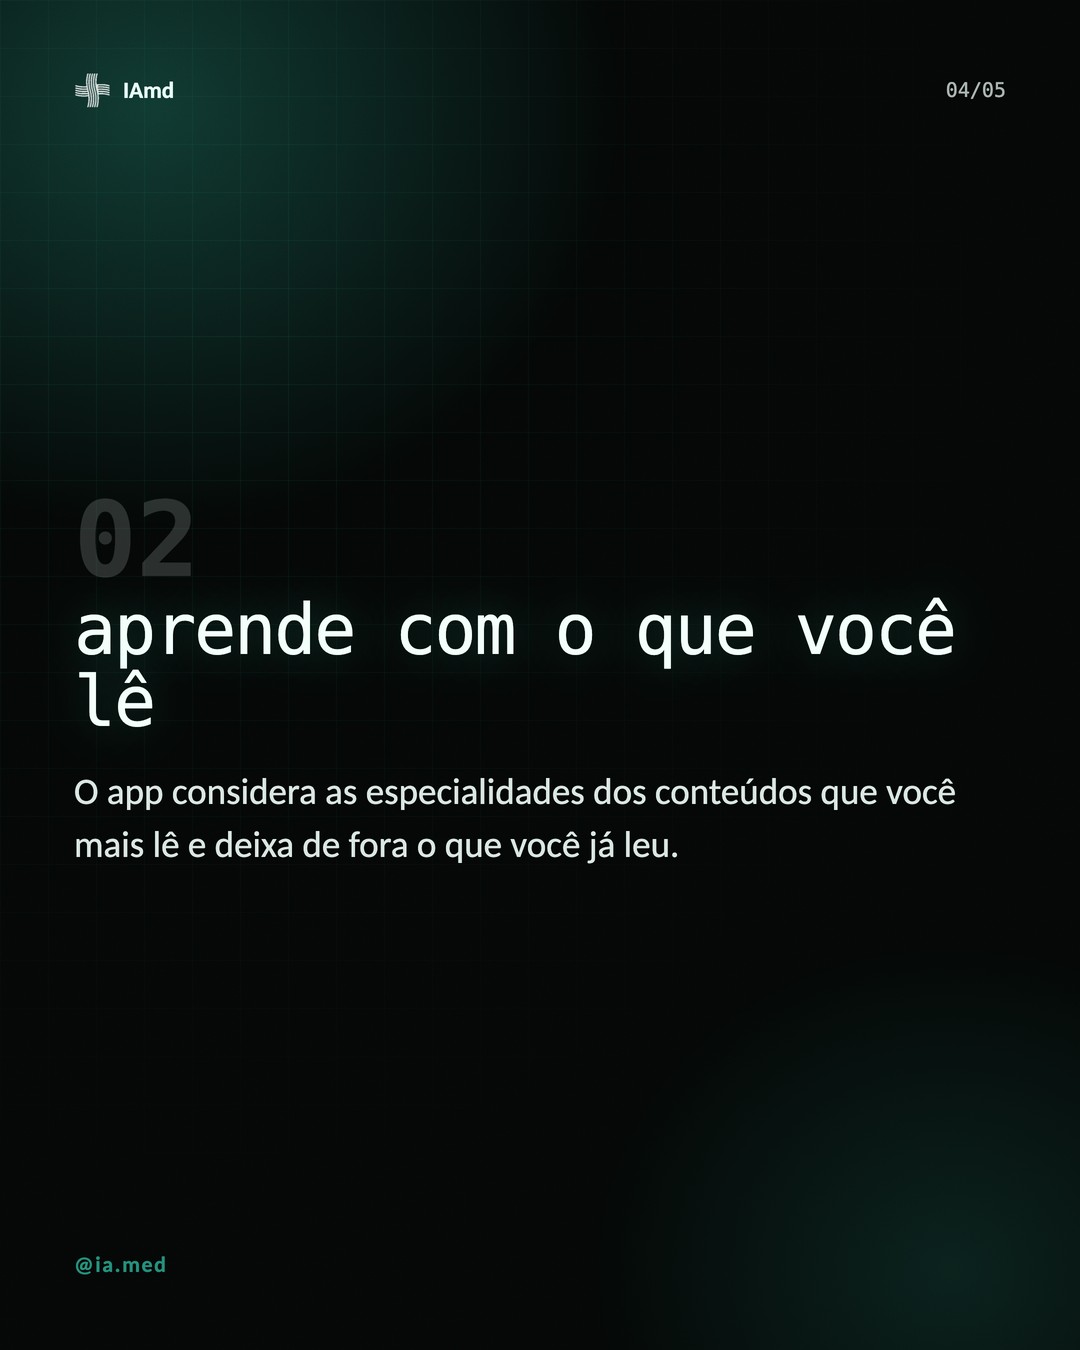 IAmd
04/05
02
aprende com o que você
lê
O app considera as especialidades dos conteúdos que você
mais lê e deixa de fora o que você já leu.
@ia.med